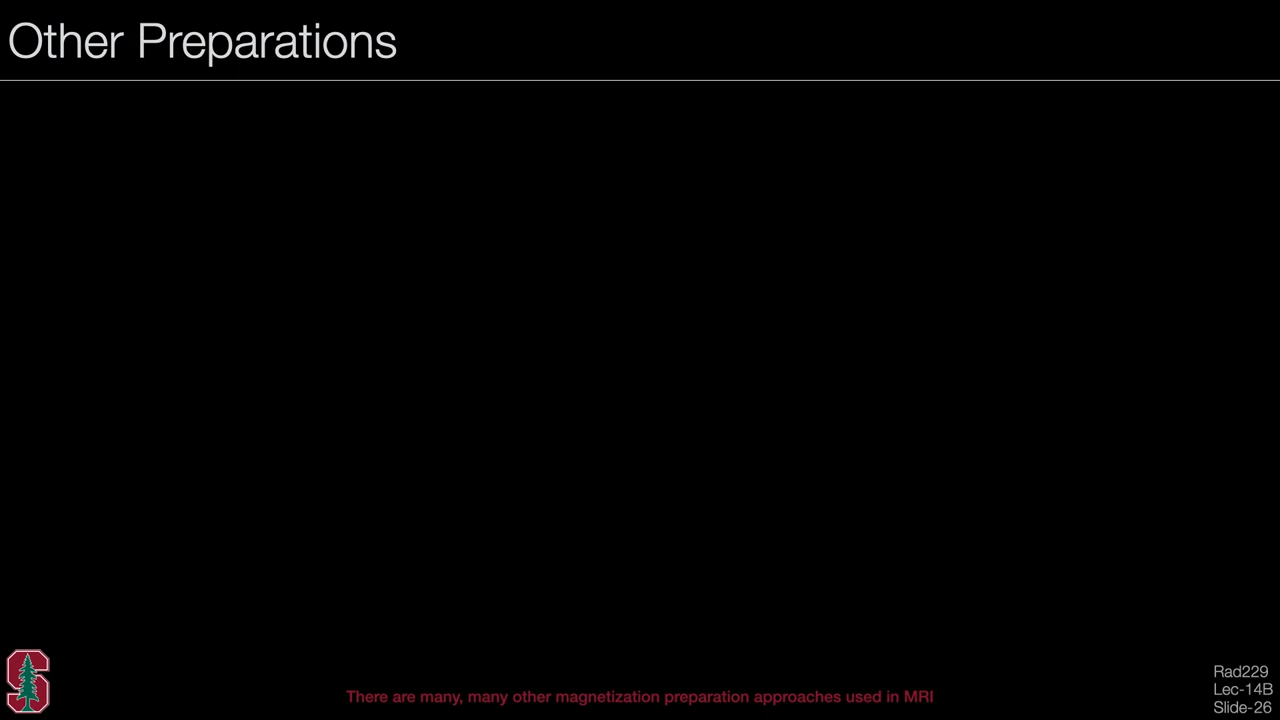 Other Preparations
There are many, many other magnetization preparation approaches used in MRI
Rad229
Lec-14B
Slide-26